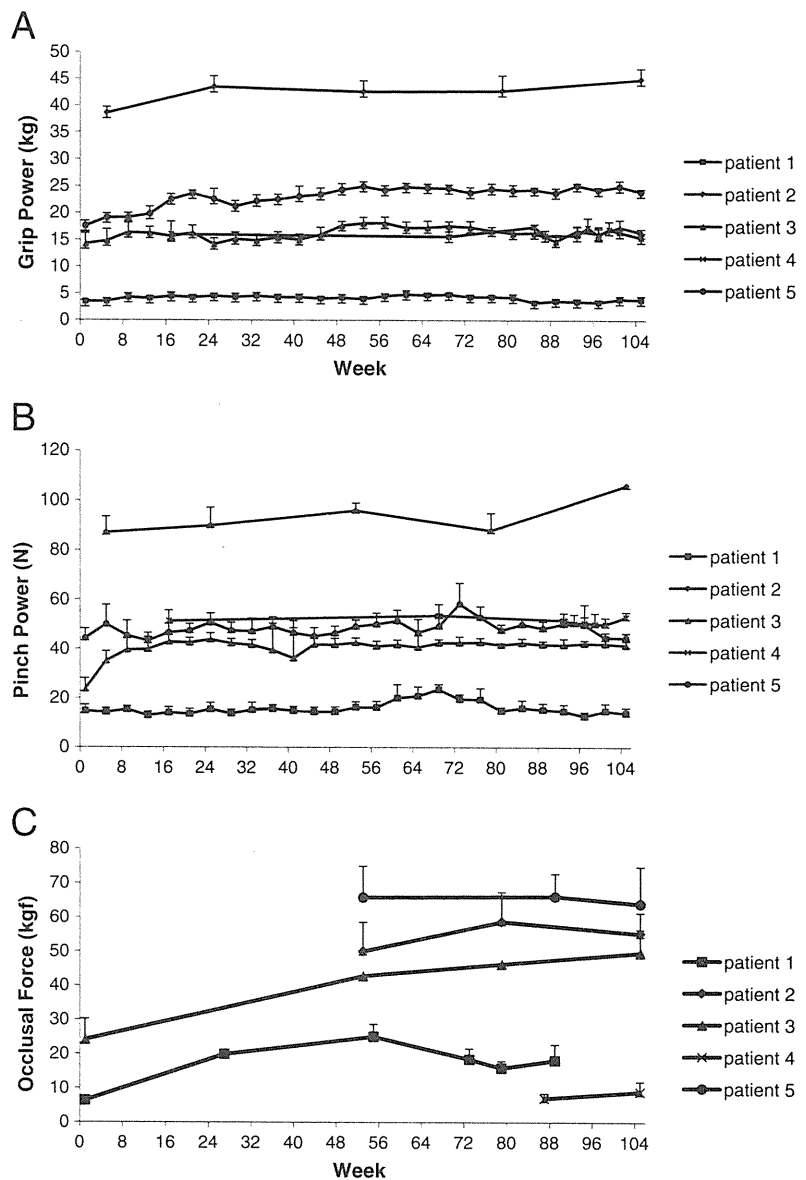 A
Grip Power (kg)
50
45
40
35
30
25
20
15
10
5
0
0 8 16 24 32 40 48 56 64 72 80 88 96 104
Week
patient 1
patient 2
patient 3
patient 4
patient 5
B
Pinch Power (N)
120
100
80
60
40
20
0
0 8 16 24 32 40 48 56 64 72 80 88 96 104
patient 1
patient 2
patient 3
patient 4
patient 5
C
Occlusal Force (kgf)
80
70
60
50
40
30
20
10
0
0 8 16 24 32 40 48 56 64 72 80 88 96 104
Week
patient 1
patient 2
patient 3
patient 4
patient 5